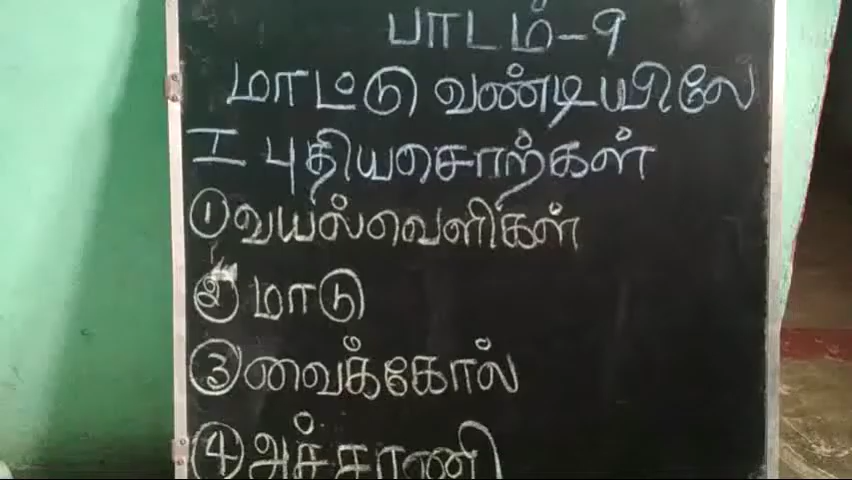 பாடம்-9
மாட்டு வண்டியிலே
I புதியசொற்கள்
① வயல்வெளிகள்
② மாடு
③ வைக்கோல்
④ அச்சாணி